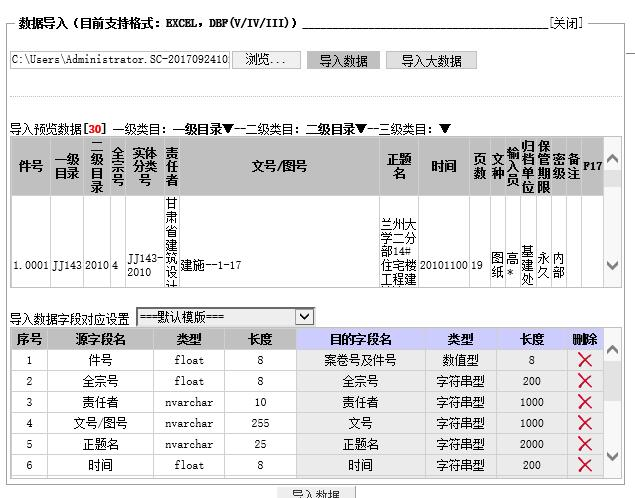 数据导入（目前支持格式：EXCEL，DBF(V/IV/III)）[关闭]
C:\Users\Administrator.SC-2017092410 浏览... 导入数据 导入大数据
导入预览数据[30] 一级类目：一级目录▼--二级类目：二级目录▼--三级类目：▼
件号 一级目录 二级目录 全宗号 实体分类号 责任者 文号/图号 正题名 时间 页数 文种 输入员 归档单位 保管期限 密级 备注 F17
1.0001 JJ143 2010 4 JJ143-2010 甘肃省建筑设计 建施--1-17 兰州大学二分部14#住宅楼工程建 20101100 19 图纸 高* 基建处 永久 内部
导入数据字段对应设置 ===默认模版===
序号 源字段名 类型 长度 目的字段名 类型 长度 删除
1 件号 float 8 案卷号及件号 数值型 8
2 全宗号 float 8 全宗号 字符串型 200
3 责任者 nvarchar 10 责任者 字符串型 1000
4 文号/图号 nvarchar 255 文号 字符串型 1000
5 正题名 nvarchar 25 正题名 字符串型 2000
6 时间 float 8 时间 字符串型 200
导入数据